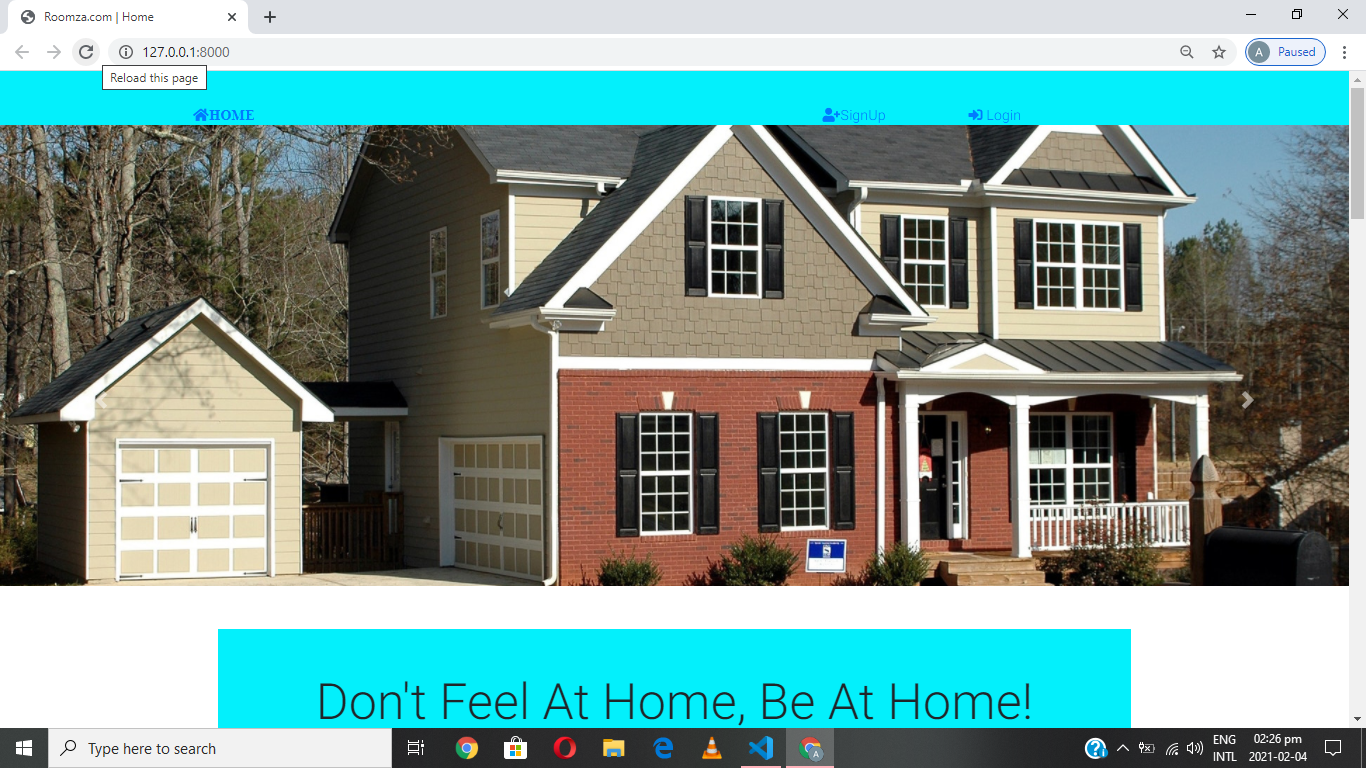 Roomza.com | Home
127.0.0.1:8000
A Paused
Reload this page
HOME
SignUp
Login
Don't Feel At Home, Be At Home!
Type here to search
A
ENG
INTL
02:26 pm
2021-02-04